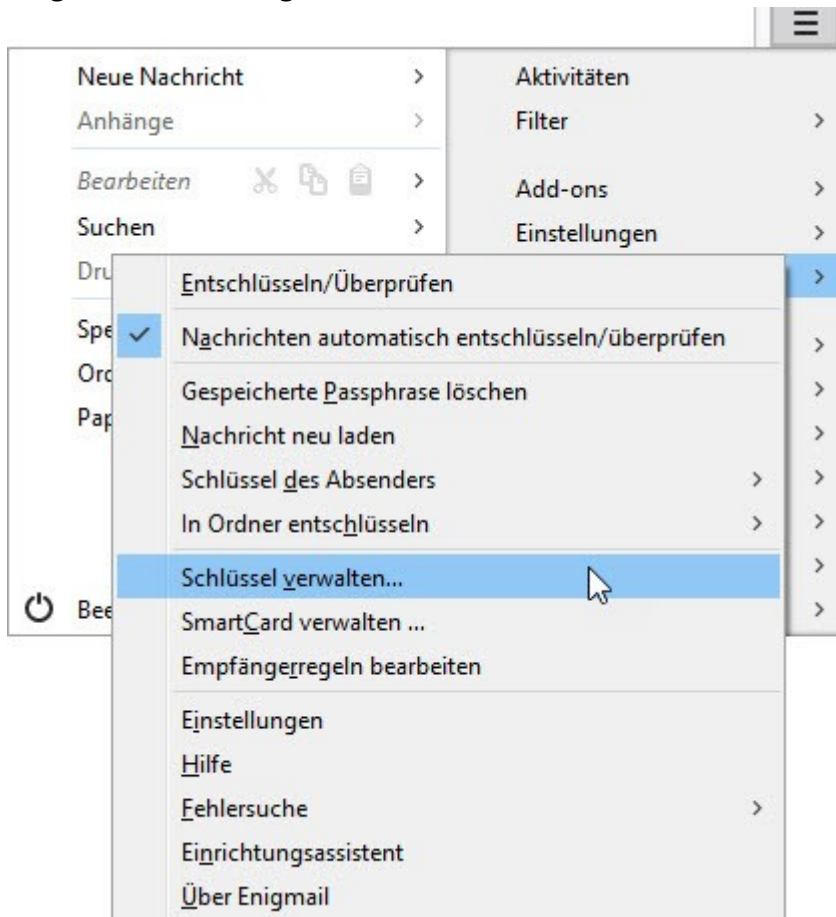 Neue Nachricht
Anhänge
Bearbeiten
Suchen
Dru
Spe
Ord
Pap
Bee
Aktivitäten
Filter
Add-ons
Einstellungen
Entschlüsseln/Überprüfen
Nachrichten automatisch entschlüsseln/überprüfen
Gespeicherte Passphrase löschen
Nachricht neu laden
Schlüssel des Absenders
In Ordner entschlüsseln
Schlüssel verwalten...
SmartCard verwalten ...
Empfängerregeln bearbeiten
Einstellungen
Hilfe
Fehlersuche
Einrichtungsassistent
Über Enigmail